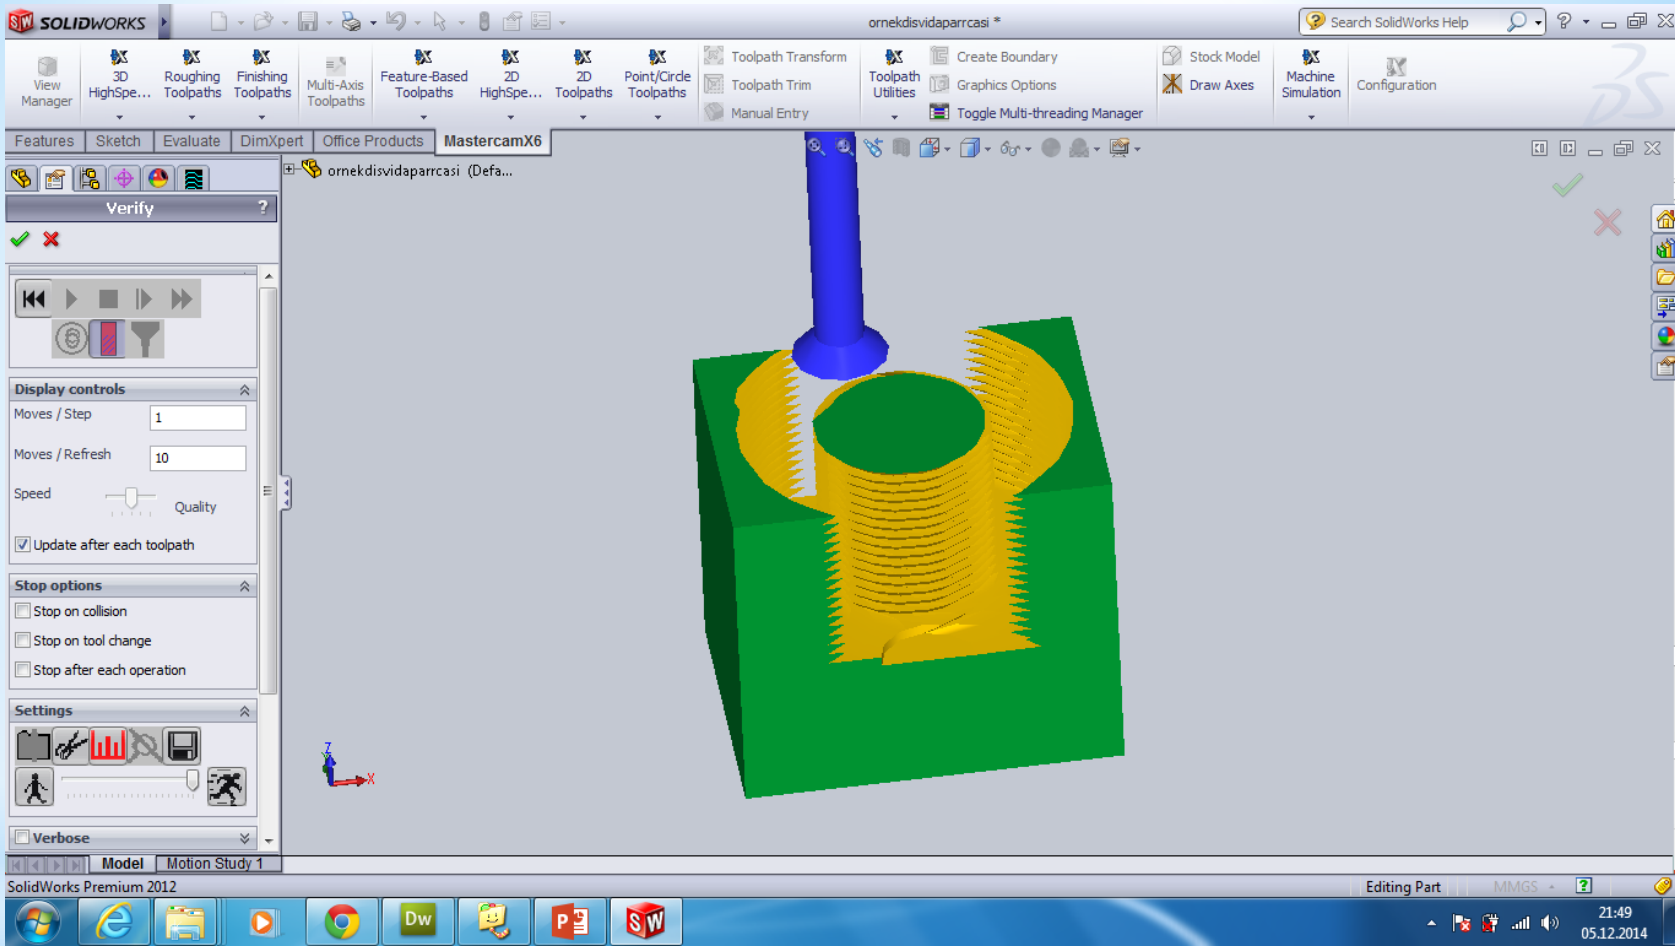 SOLIDWORKS
ornekdisvidaparrcasi *
Search SolidWorks Help
View Manager
3D HighSpe...
Roughing Toolpaths
Finishing Toolpaths
Multi-Axis Toolpaths
Feature-Based Toolpaths
2D HighSpe...
2D Toolpaths
Point/Circle Toolpaths
Toolpath Transform
Toolpath Trim
Manual Entry
Toolpath Utilities
Create Boundary
Graphics Options
Toggle Multi-threading Manager
Stock Model
Draw Axes
Machine Simulation
Configuration
Features
Sketch
Evaluate
DimXpert
Office Products
MastercamX6
ornekdisvidaparrcasi (Defa...
Verify
?
Display controls
Moves / Step 1
Moves / Refresh 10
Speed Quality
Update after each toolpath
Stop options
Stop on collision
Stop on tool change
Stop after each operation
Settings
Z
X
Verbose
Model
Motion Study 1
SolidWorks Premium 2012
Editing Part
MMGS
Dw
SW
21:49
05.12.2014